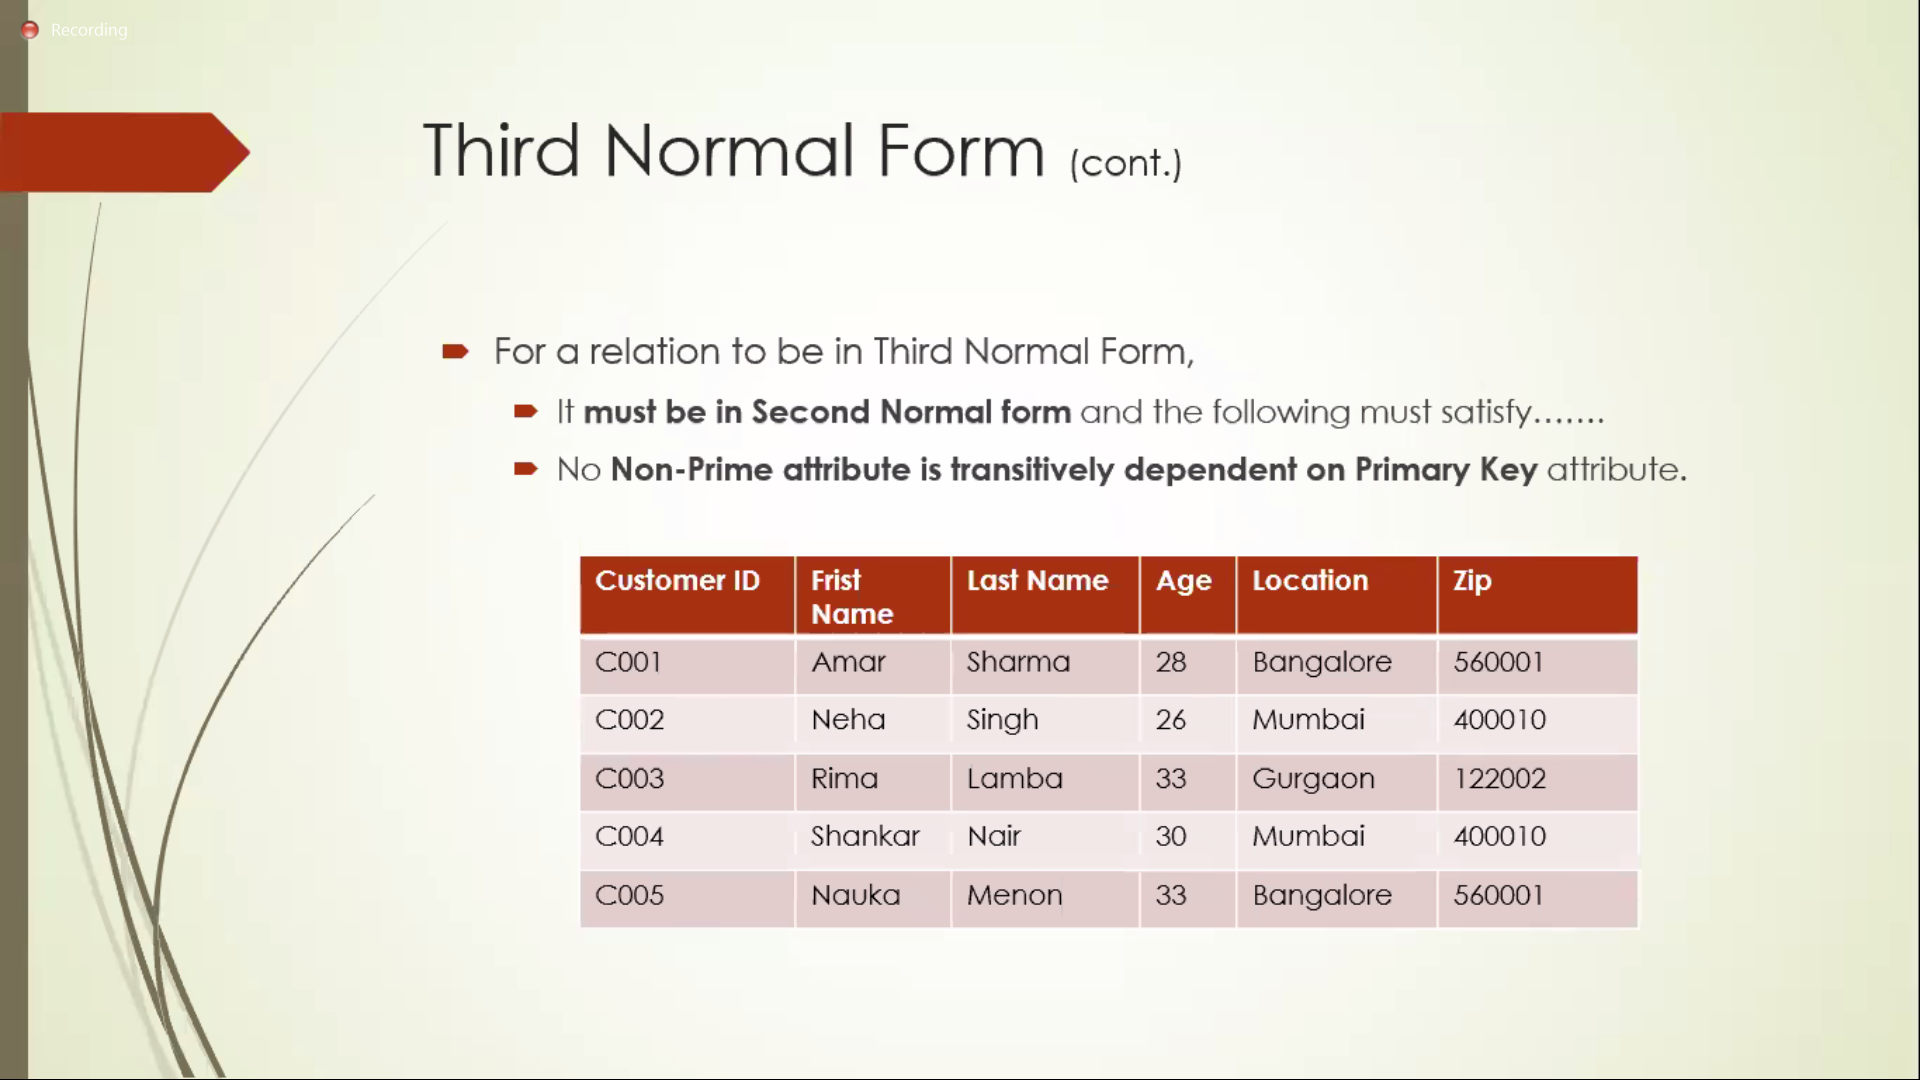 Recording
Third Normal Form (cont.)
For a relation to be in Third Normal Form,
It must be in Second Normal form and the following must satisfy.......
No Non-Prime attribute is transitively dependent on Primary Key attribute.
Customer ID Frist Name Last Name Age Location Zip
C001 Amar Sharma 28 Bangalore 560001
C002 Neha Singh 26 Mumbai 400010
C003 Rima Lamba 33 Gurgaon 122002
C004 Shankar Nair 30 Mumbai 400010
C005 Nauka Menon 33 Bangalore 560001